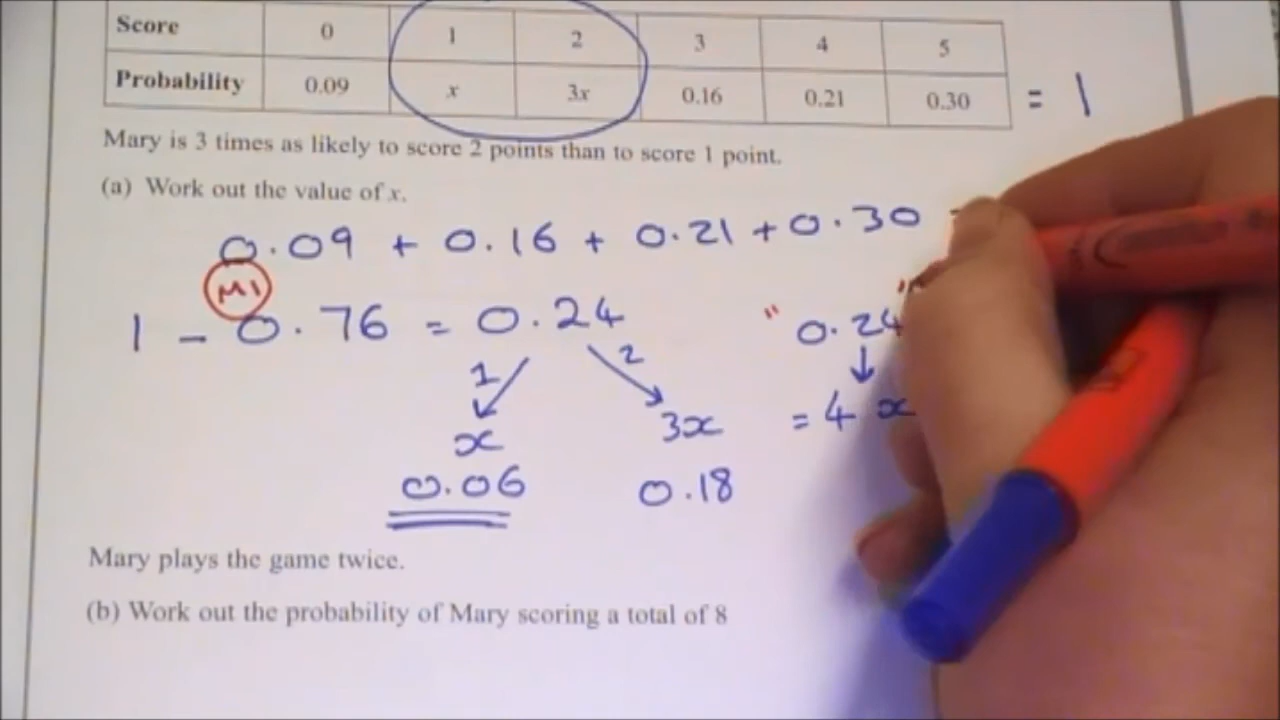 Score 0 1 2 3 4 5
Probability 0.09 x 3x 0.16 0.21 0.30 = 1
Mary is 3 times as likely to score 2 points than to score 1 point.
(a) Work out the value of x.
0.09 + 0.16 + 0.21 + 0.30
M1
1 - 0.76 = 0.24 " 0.24 "
1 2
x 3x = 4x
0.06 0.18
Mary plays the game twice.
(b) Work out the probability of Mary scoring a total of 8